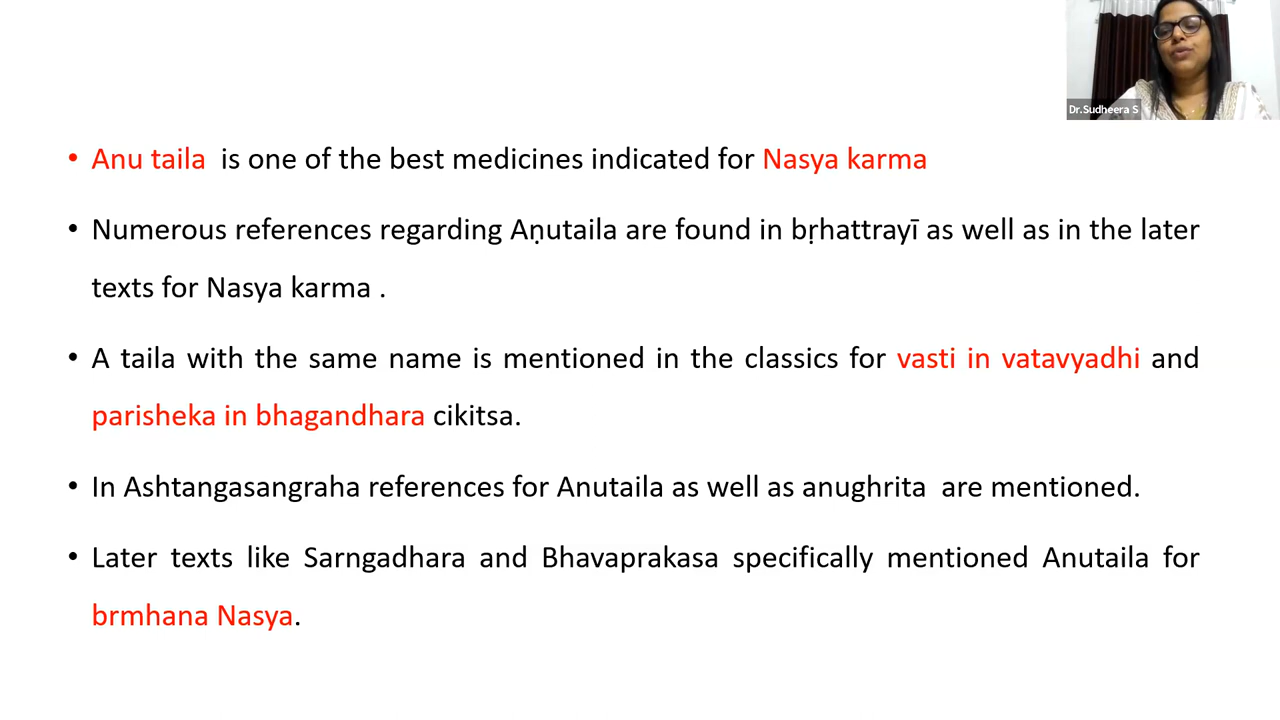 Dr.Sudheera S
• Anu taila is one of the best medicines indicated for Nasya karma
• Numerous references regarding Aṇutaila are found in bṛhattrayī as well as in the later
texts for Nasya karma .
• A taila with the same name is mentioned in the classics for vasti in vatavyadhi and
parisheka in bhagandhara cikitsa.
• In Ashtangasangraha references for Anutaila as well as anughrita are mentioned.
• Later texts like Sarngadhara and Bhavaprakasa specifically mentioned Anutaila for
brmhana Nasya.